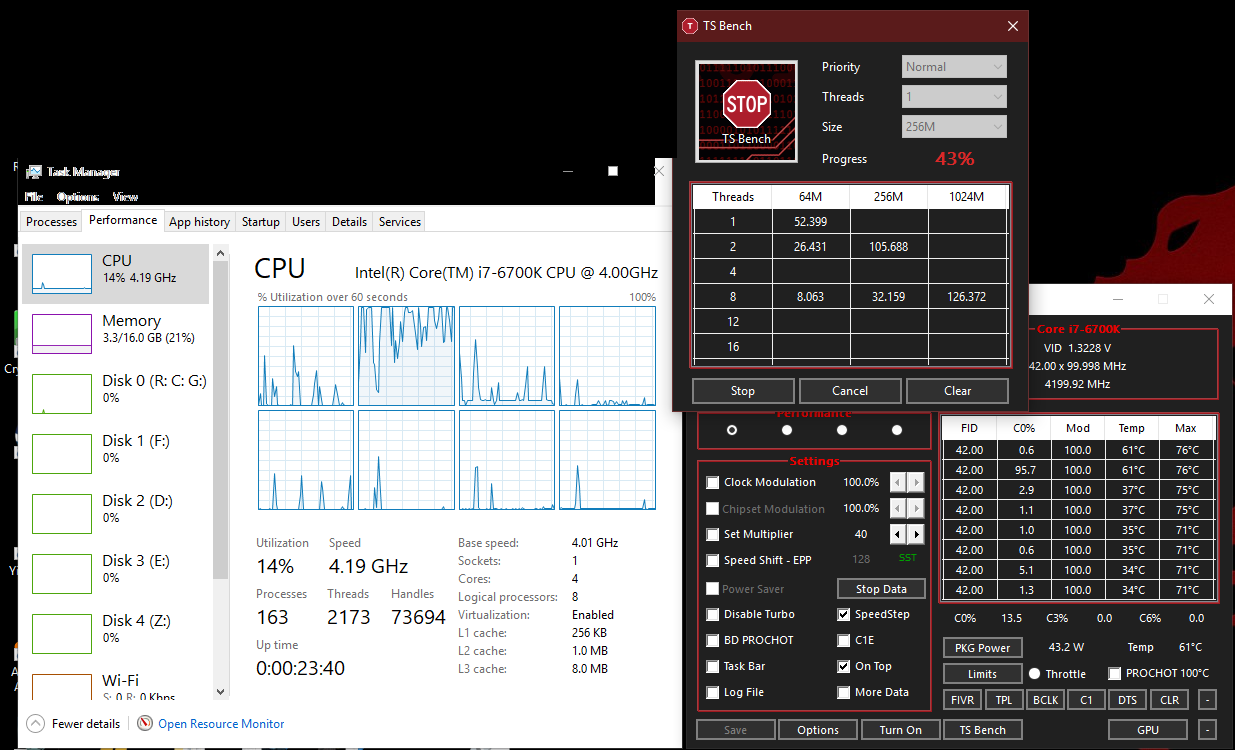 TS Bench
Priority Normal
Threads 1
Size 256M
Progress 43%
STOP
TS Bench
Threads 64M 256M 1024M
1 52.399
2 26.431 105.688
4
8 8.063 32.159 126.372
12
16
Stop Cancel Clear
Task Manager
File Options View
Processes Performance App history Startup Users Details Services
CPU
14% 4.19 GHz
Memory
3.3/16.0 GB (21%)
Disk 0 (R: C: G:)
0%
Disk 1 (F:)
0%
Disk 2 (D:)
0%
Disk 3 (E:)
0%
Disk 4 (Z:)
0%
Wi-Fi
S: 0 R: 0 Kbps
CPU Intel(R) Core(TM) i7-6700K CPU @ 4.00GHz
% Utilization over 60 seconds 100%
Utilization Speed
14% 4.19 GHz
Processes Threads Handles
163 2173 73694
Up time
0:00:23:40
Base speed: 4.01 GHz
Sockets: 1
Cores: 4
Logical processors: 8
Virtualization: Enabled
L1 cache: 256 KB
L2 cache: 1.0 MB
L3 cache: 8.0 MB
Fewer details Open Resource Monitor
Core i7-6700K
VID 1.3228 V
42.00 x 99.998 MHz
4199.92 MHz
Performance
Settings
Clock Modulation 100.0%
Chipset Modulation 100.0%
Set Multiplier 40
Speed Shift - EPP 128 SST
Power Saver Stop Data
Disable Turbo SpeedStep
BD PROCHOT C1E
Task Bar On Top
Log File More Data
FID C0% Mod Temp Max
42.00 0.6 100.0 61°C 76°C
42.00 95.7 100.0 61°C 76°C
42.00 2.9 100.0 37°C 75°C
42.00 1.1 100.0 37°C 75°C
42.00 1.0 100.0 35°C 71°C
42.00 0.6 100.0 35°C 71°C
42.00 5.1 100.0 34°C 71°C
42.00 1.3 100.0 34°C 71°C
C0% 13.5 C3% 0.0 C6% 0.0
PKG Power 43.2 W Temp 61°C
Limits Throttle PROCHOT 100°C
FIVR TPL BCLK C1 DTS CLR -
Save Options Turn On TS Bench GPU -